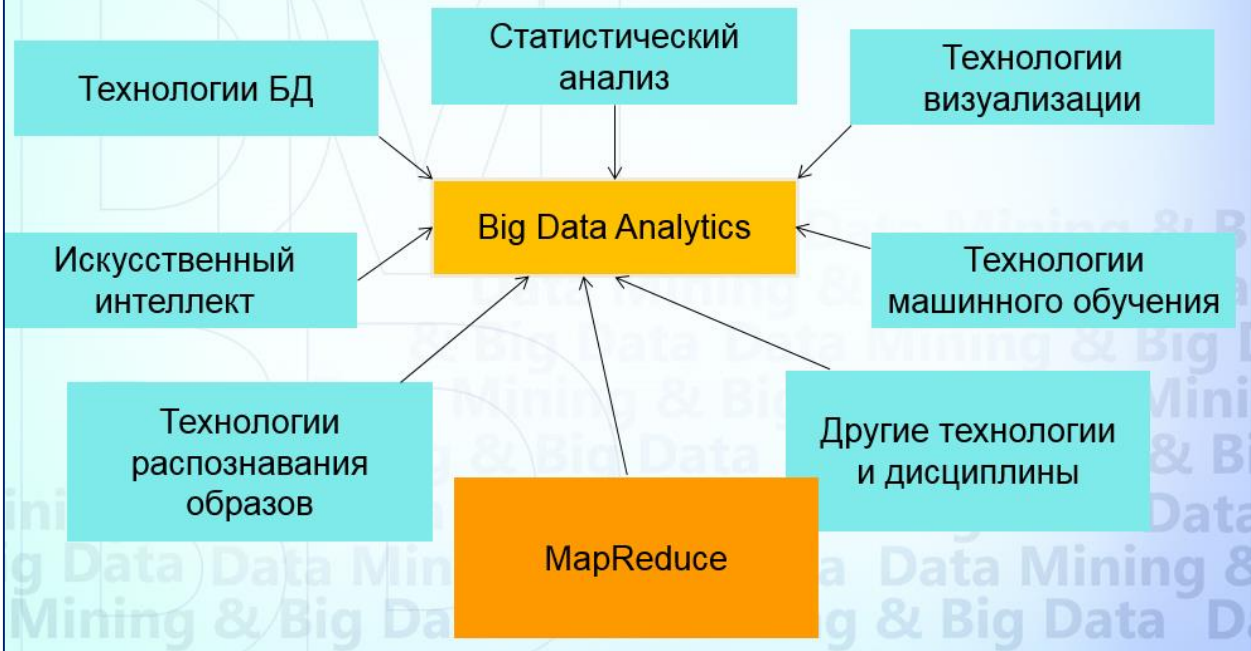 Технологии БД
Статистический
анализ
Технологии
визуализации
Big Data Analytics
Искусственный
интеллект
Технологии
машинного обучения
Технологии
распознавания
образов
Другие технологии
и дисциплины
MapReduce